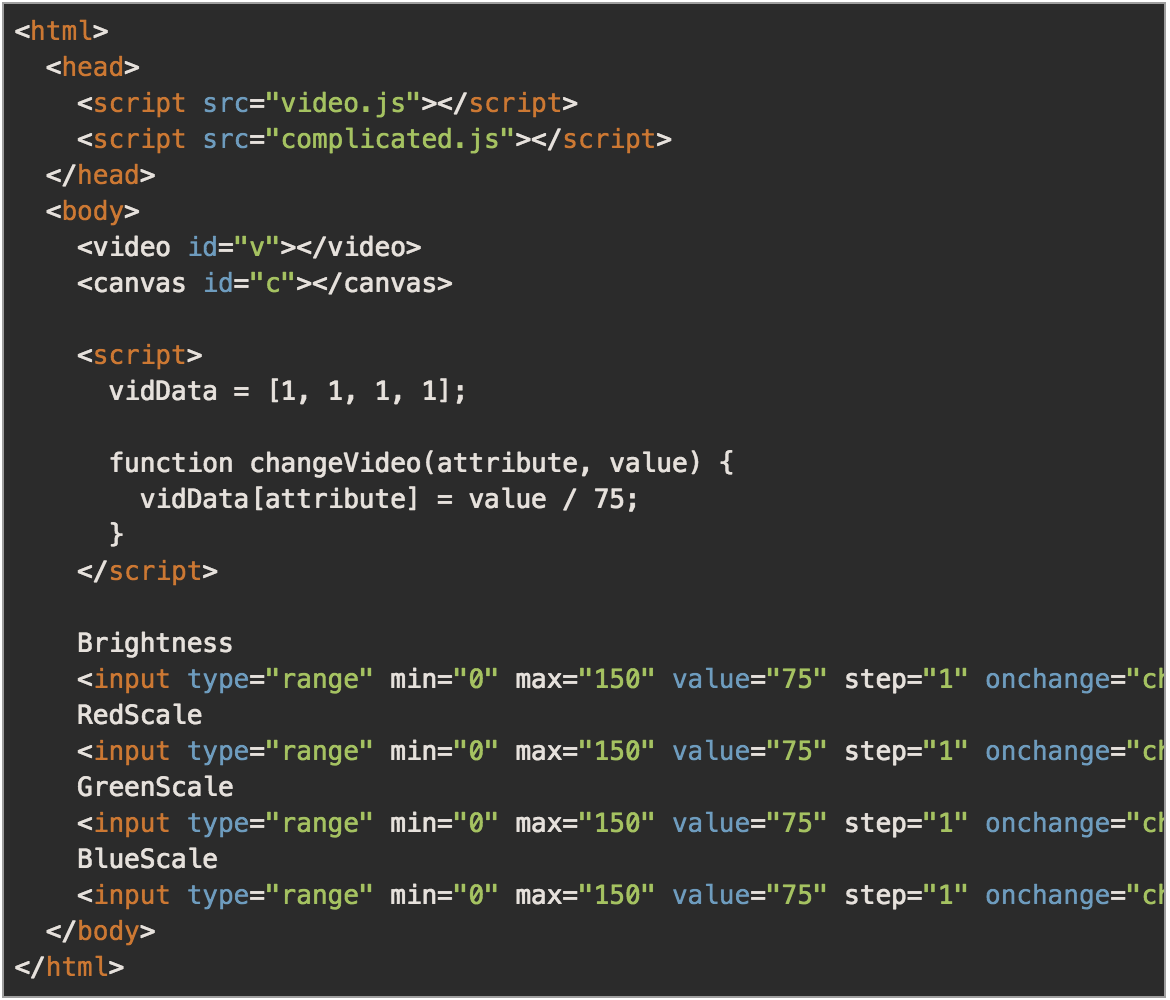 <html>
<head>
<script src="video.js"></script>
<script src="complicated.js"></script>
</head>
<body>
<video id="v"></video>
<canvas id="c"></canvas>
<script>
vidData = [1, 1, 1, 1];
function changeVideo(attribute, value) {
vidData[attribute] = value / 75;
}
</script>
Brightness
<input type="range" min="0" max="150" value="75" step="1" onchange="ch
RedScale
<input type="range" min="0" max="150" value="75" step="1" onchange="ch
GreenScale
<input type="range" min="0" max="150" value="75" step="1" onchange="ch
BlueScale
<input type="range" min="0" max="150" value="75" step="1" onchange="ch
</body>
</html>